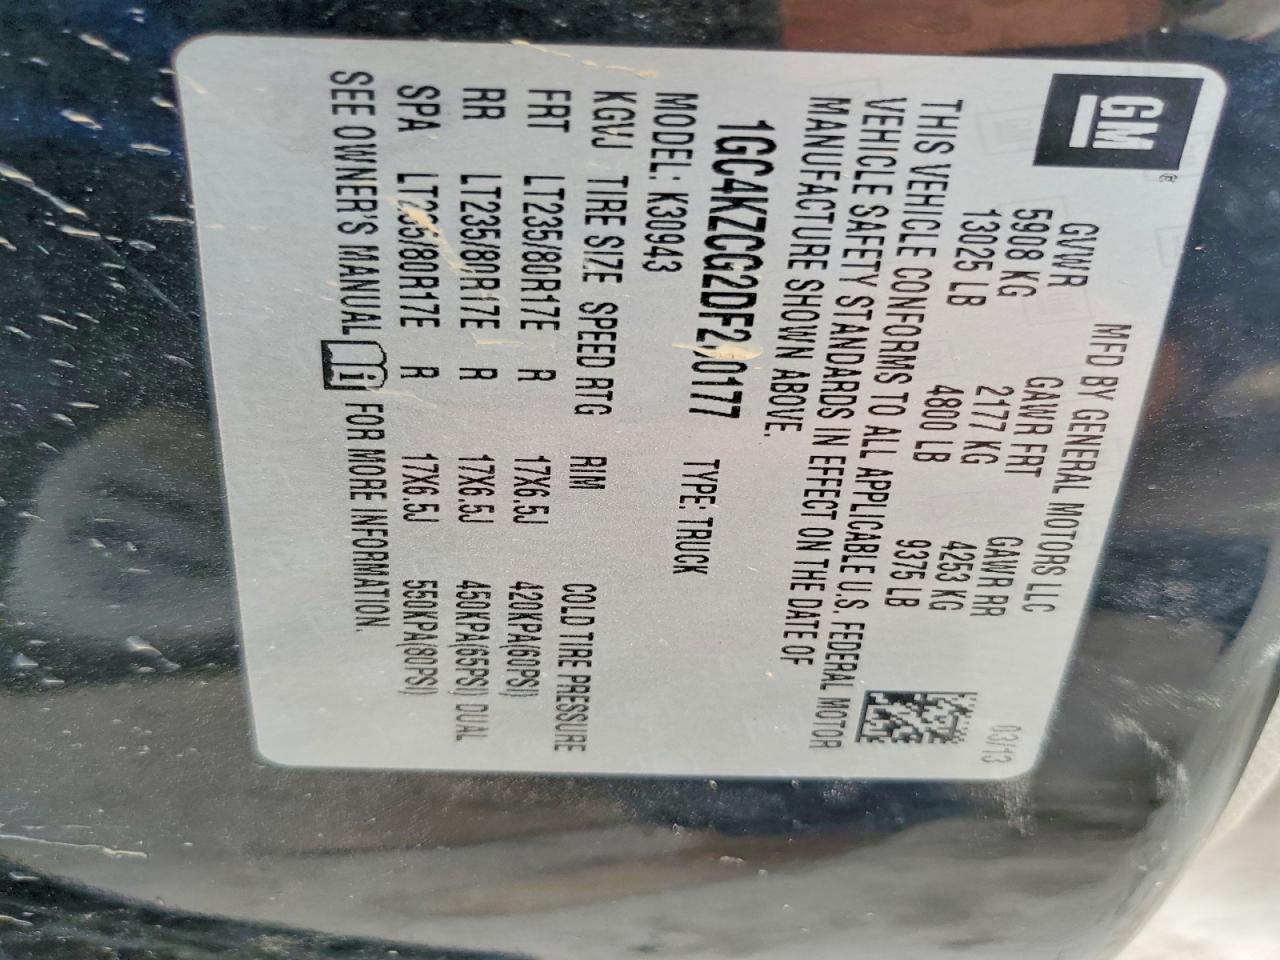 GM ®
MFD BY GENERAL MOTORS LLC 03/13
GVWR GAWR FRT GAWR RR
5908 KG 2177 KG 4253 KG
13025 LB 4800 LB 9375 LB
THIS VEHICLE CONFORMS TO ALL APPLICABLE U.S. FEDERAL MOTOR
VEHICLE SAFETY STANDARDS IN EFFECT ON THE DATE OF
MANUFACTURE SHOWN ABOVE.
1GC4KZCG2DF200177 TYPE: TRUCK
MODEL: K30943
KGVJ TIRE SIZE SPEED RTG RIM COLD TIRE PRESSURE
FRT LT235/80R17E R 17X6.5J 420KPA(60PSI)
RR LT235/80R17E R 17X6.5J 450KPA(65PSI) DUAL
SPA LT235/80R17E R 17X6.5J 550KPA(80PSI)
SEE OWNER'S MANUAL i FOR MORE INFORMATION.